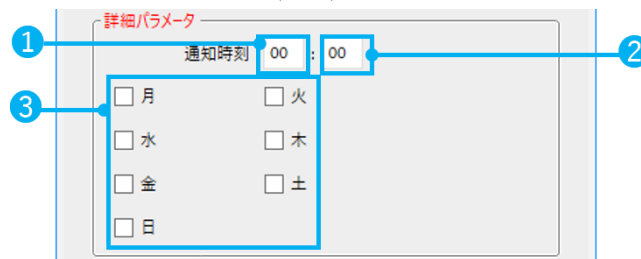 詳細パラメータ
1 通知時刻 00 : 00 2
3 月 火
水 木
金 土
日